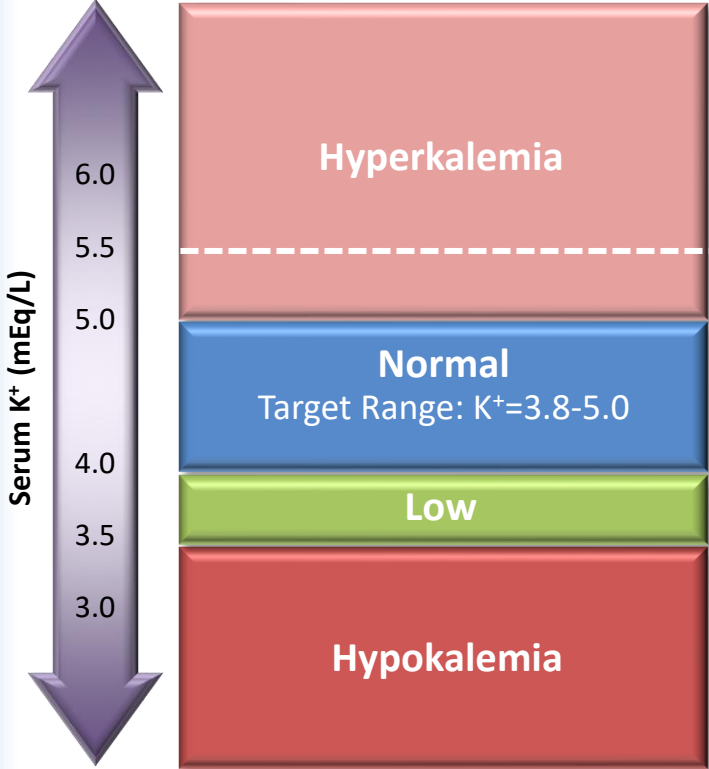 Serum K⁺ (mEq/L)
6.0
5.5
5.0
4.0
3.5
3.0
Hyperkalemia
Normal
Target Range: K⁺=3.8-5.0
Low
Hypokalemia